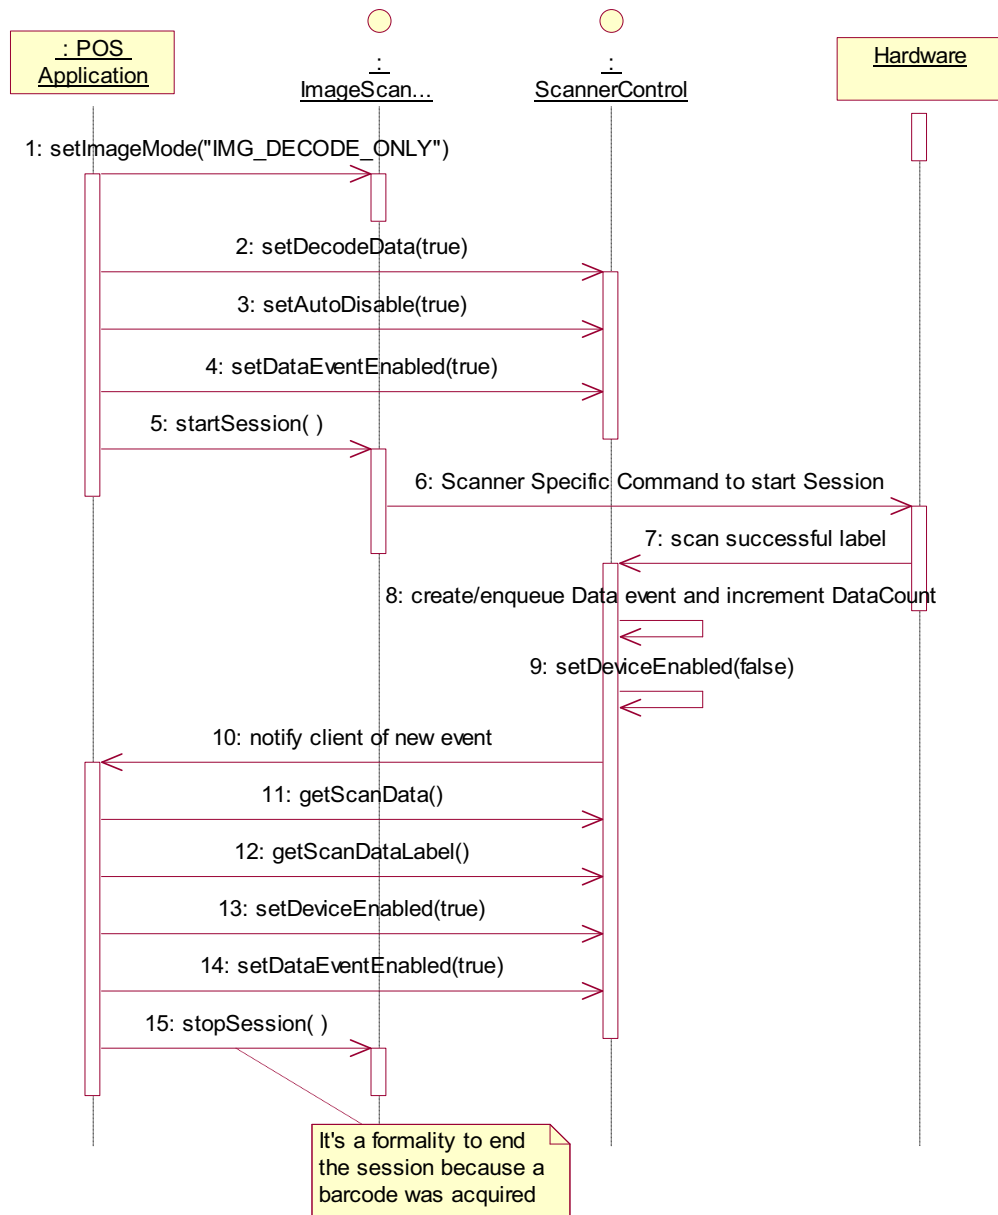 : POS
Application
:
ImageScan...
:
ScannerControl
Hardware
1: setImageMode("IMG_DECODE_ONLY")
2: setDecodeData(true)
3: setAutoDisable(true)
4: setDataEventEnabled(true)
5: startSession( )
6: Scanner Specific Command to start Session
7: scan successful label
8: create/enqueue Data event and increment DataCount
9: setDeviceEnabled(false)
10: notify client of new event
11: getScanData()
12: getScanDataLabel()
13: setDeviceEnabled(true)
14: setDataEventEnabled(true)
15: stopSession( )
It's a formality to end
the session because a
barcode was acquired